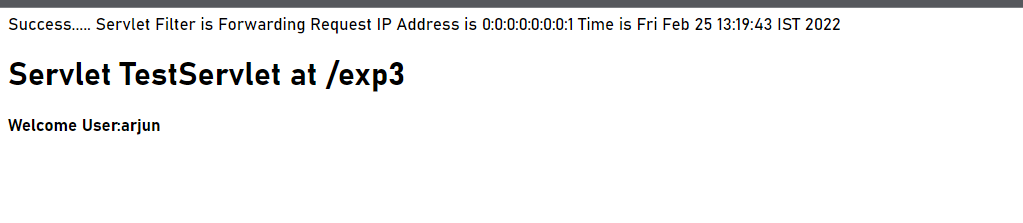 Success..... Servlet Filter is Forwarding Request IP Address is 0:0:0:0:0:0:0:1 Time is Fri Feb 25 13:19:43 IST 2022
Servlet TestServlet at /exp3
Welcome User:arjun